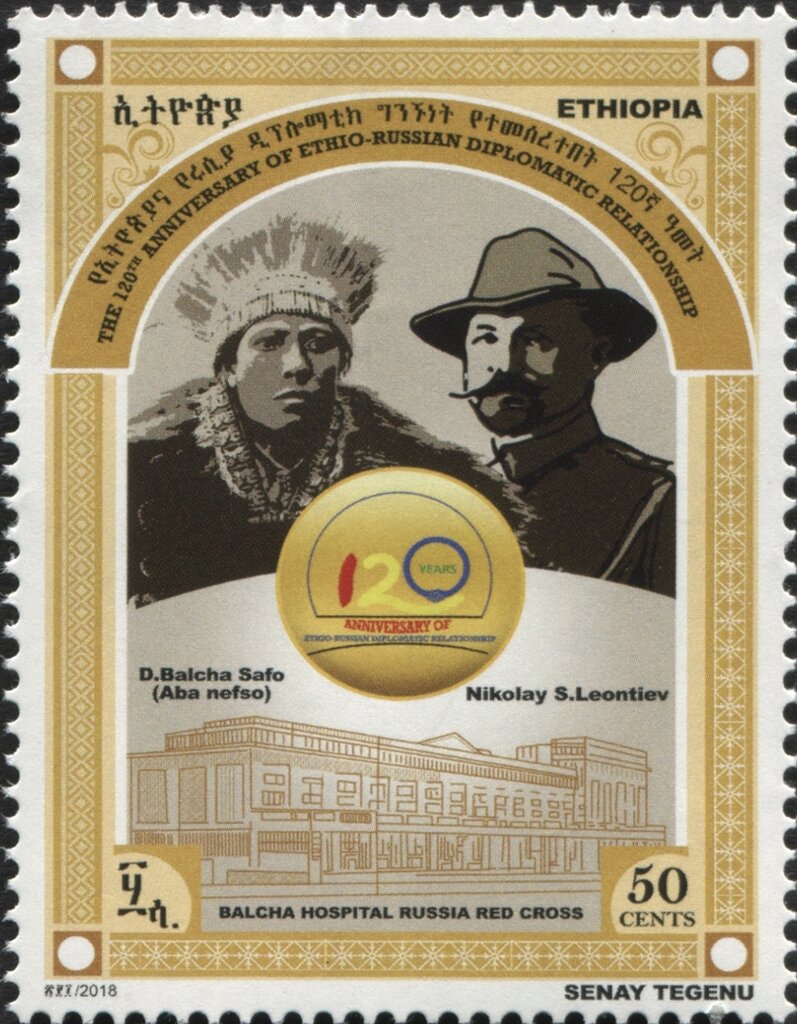 ኢትዮጵያ
ETHIOPIA
የኢትዮጵያና የሩሲያ ዲፕሎማቲክ ግንኙነት የተመሰረተበት 120ኛ ዓመት
THE 120TH ANNIVERSARY OF ETHIO-RUSSIAN DIPLOMATIC RELATIONSHIP
120
YEARS
ANNIVERSARY OF
ETHIO-RUSSIAN DIPLOMATIC RELATIONSHIP
D.Balcha Safo
(Aba nefso)
Nikolay S.Leontiev
፶
ሳ.
50
CENTS
BALCHA HOSPITAL RUSSIA RED CROSS
/2018
SENAY TEGENU